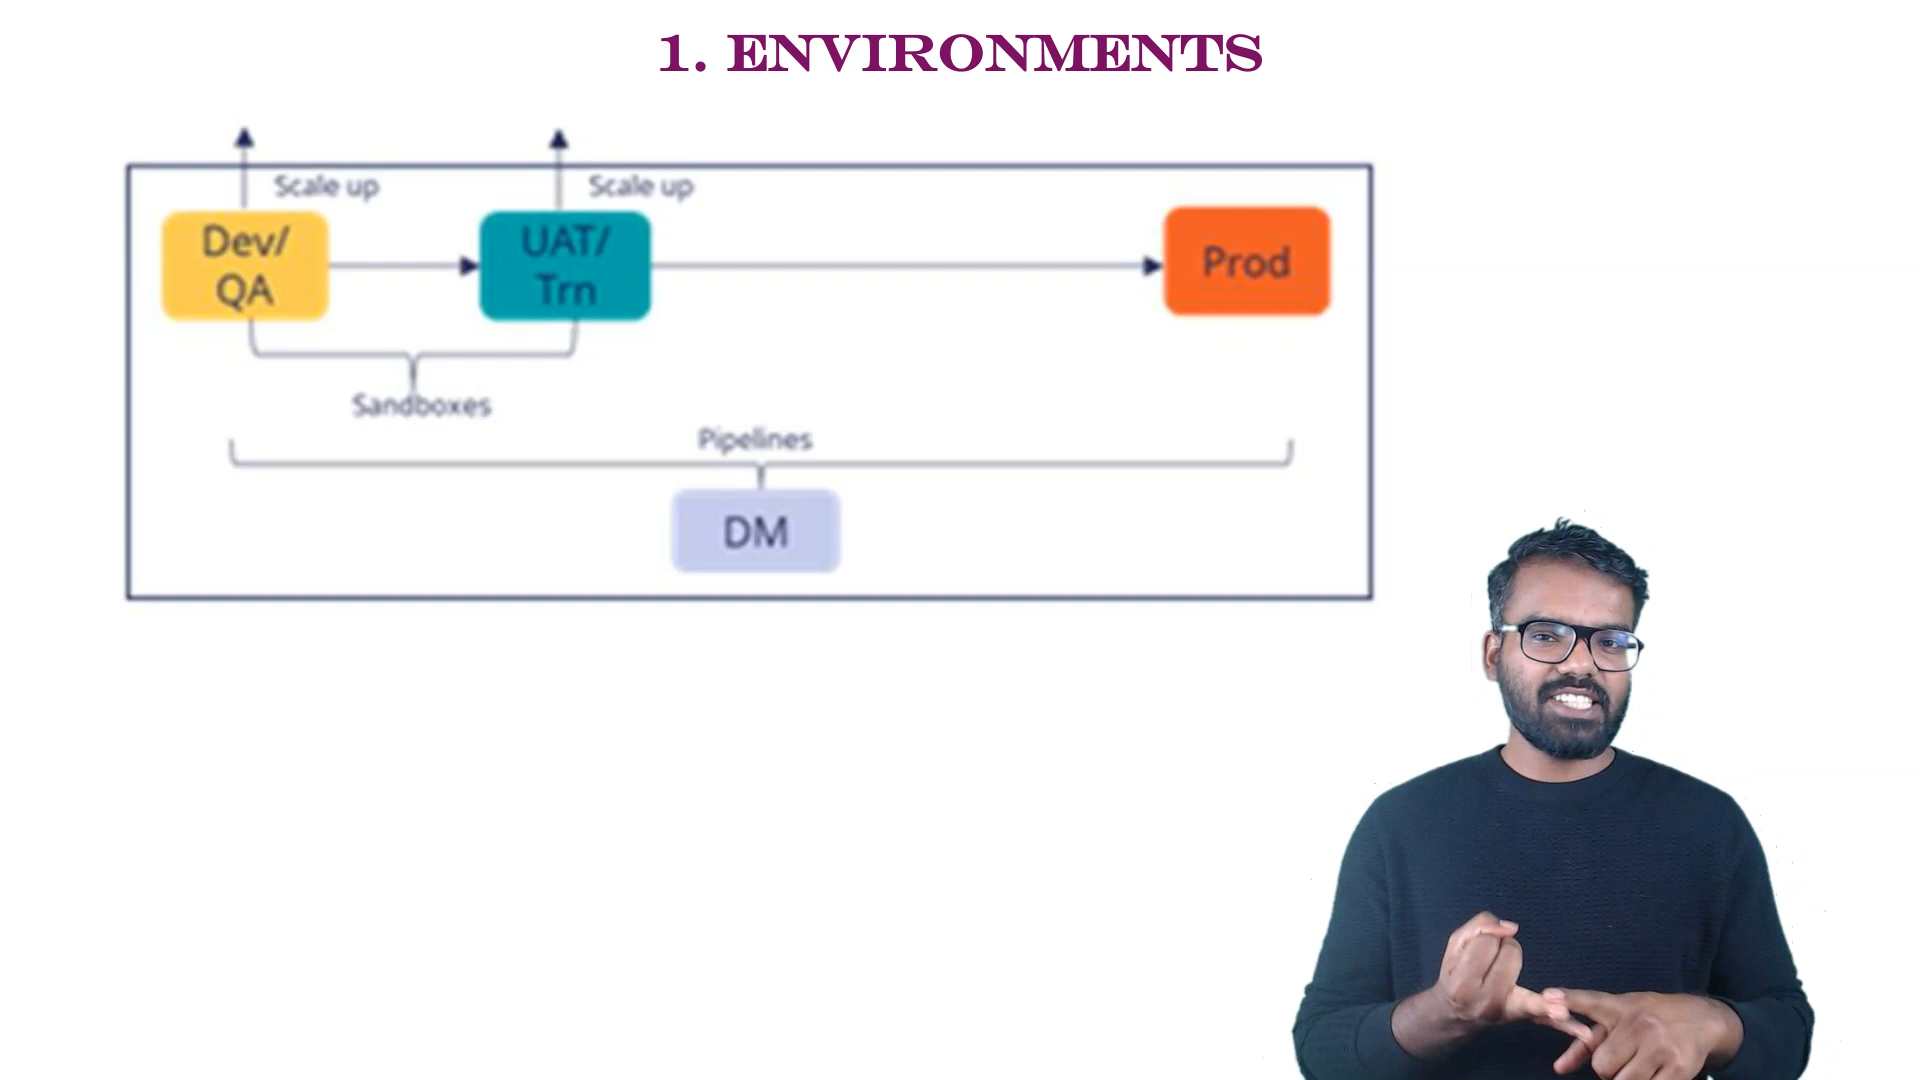 1. ENVIRONMENTS
Scale up
Scale up
Dev/
QA
UAT/
Trn
Prod
Sandboxes
Pipelines
DM